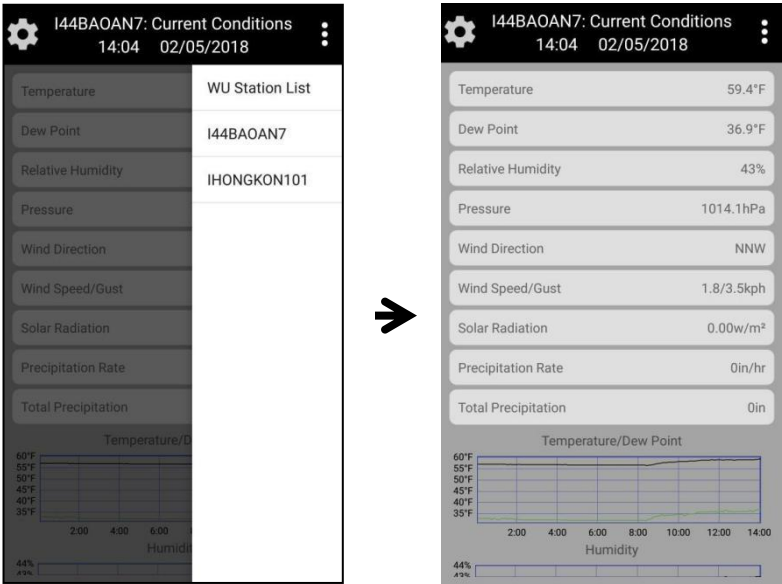 I44BAOAN7: Current Conditions
14:04 02/05/2018
WU Station List
I44BAOAN7
IHONGKON101
Temperature
Dew Point
Relative Humidity
Pressure
Wind Direction
Wind Speed/Gust
Solar Radiation
Precipitation Rate
Total Precipitation
Temperature/D
60°F
55°F
50°F
45°F
40°F
35°F
2:00 4:00 6:00
Humidit
44%
43%
I44BAOAN7: Current Conditions
14:04 02/05/2018
Temperature 59.4°F
Dew Point 36.9°F
Relative Humidity 43%
Pressure 1014.1hPa
Wind Direction NNW
Wind Speed/Gust 1.8/3.5kph
Solar Radiation 0.00w/m²
Precipitation Rate 0in/hr
Total Precipitation 0in
Temperature/Dew Point
60°F
55°F
50°F
45°F
40°F
35°F
2:00 4:00 6:00 8:00 10:00 12:00 14:00
Humidity
44%
43%